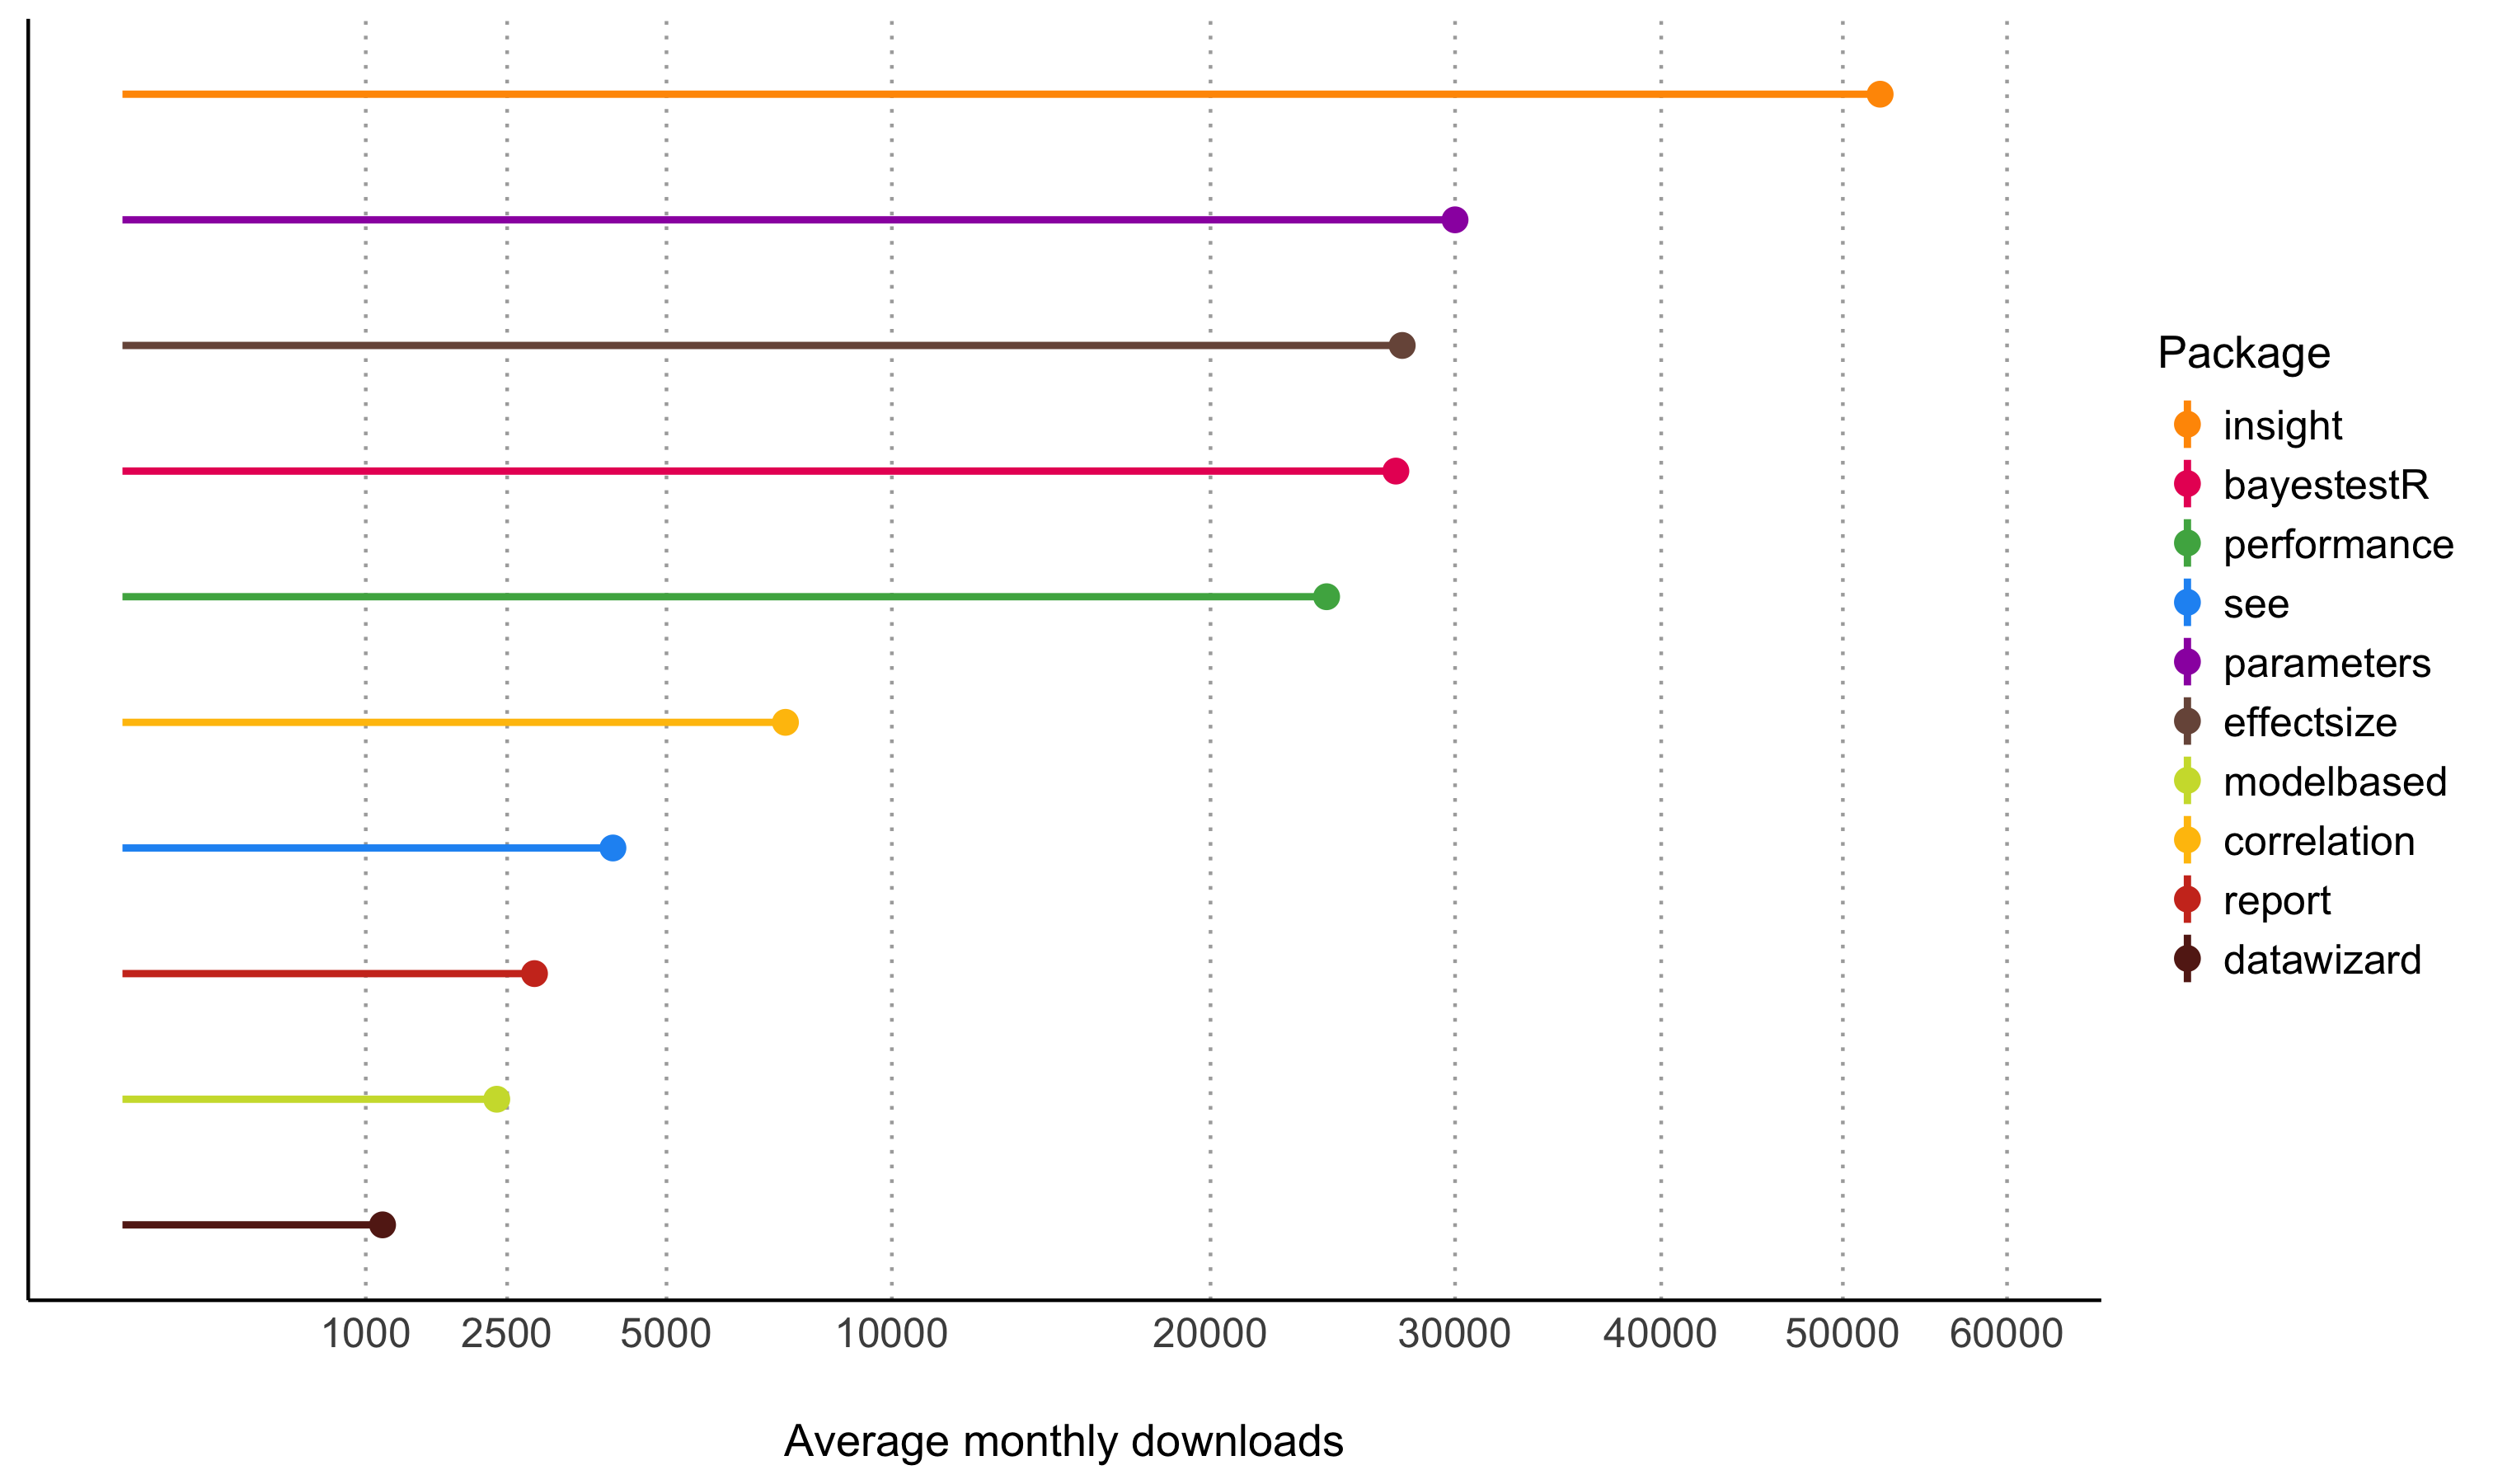 Package
insight
bayestestR
performance
see
parameters
effectsize
modelbased
correlation
report
datawizard
1000 2500 5000 10000 20000 30000 40000 50000 60000
Average monthly downloads